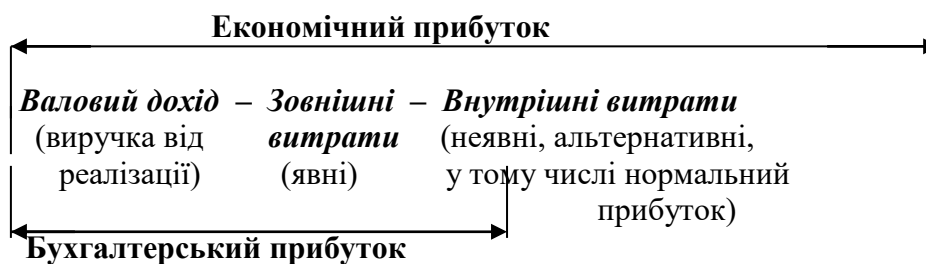 Економічний прибуток
Валовий дохід – Зовнішні – Внутрішні витрати
(виручка від витрати (неявні, альтернативні,
реалізації) (явні) у тому числі нормальний
прибуток)
Бухгалтерський прибуток